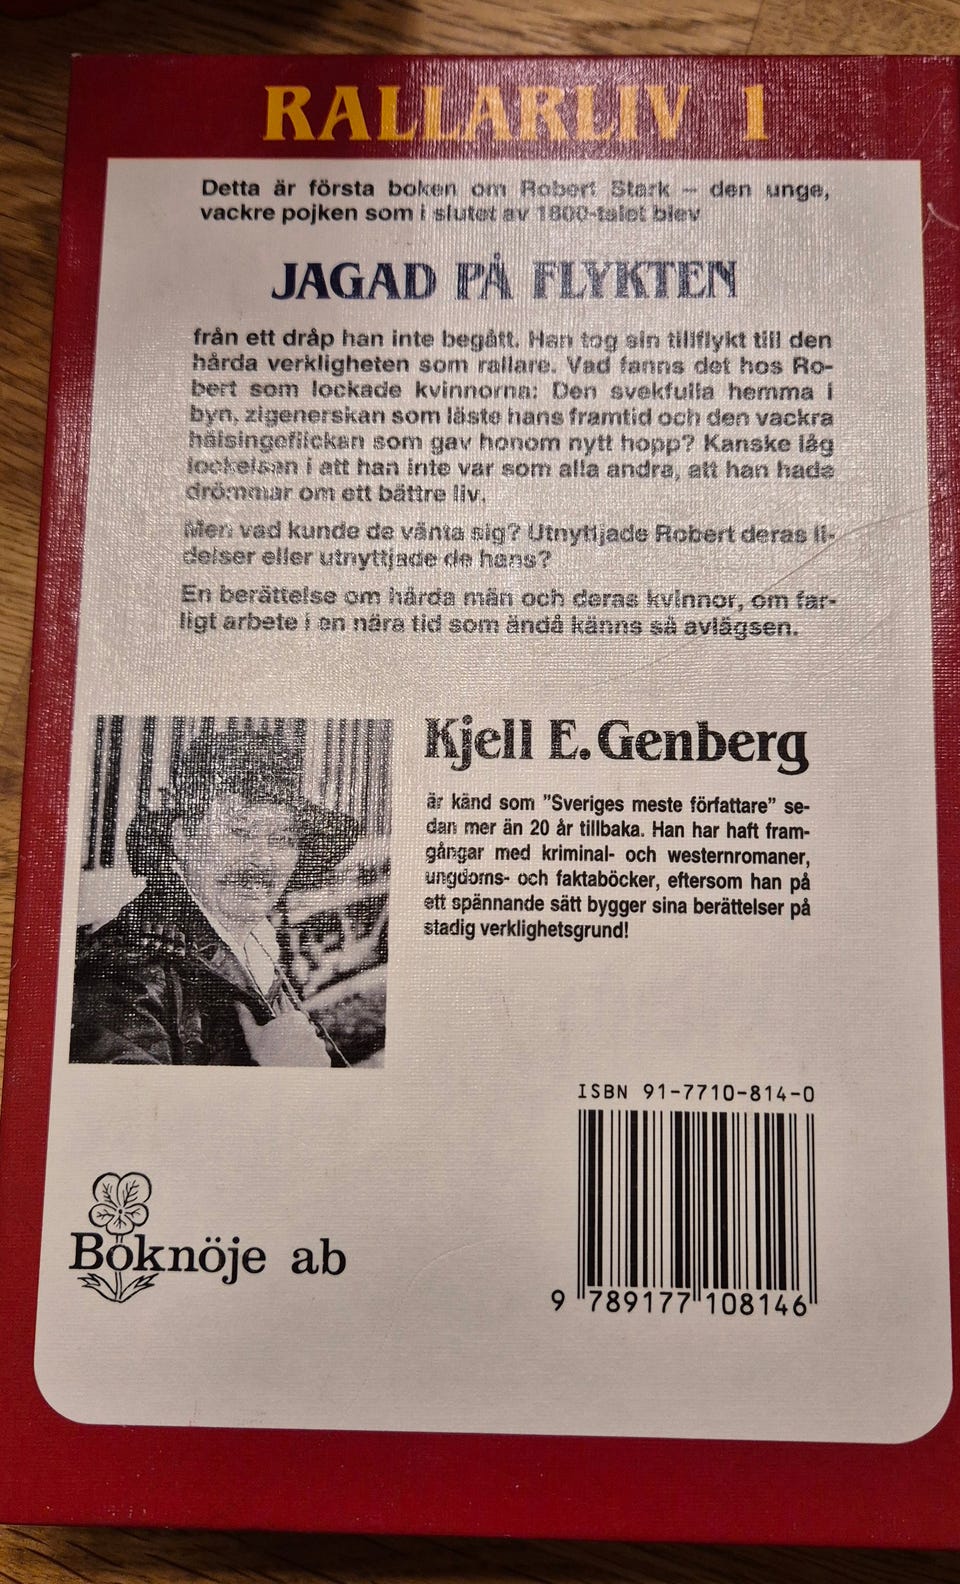 RALLARLIV 1
Detta är första boken om Robert Stark – den unge,
vackre pojken som i slutet av 1800-talet blev
JAGAD PÅ FLYKTEN
från ett dråp han inte begått. Han tog sin tillflykt till den
hårda verkligheten som rallare. Vad fanns det hos Ro-
bert som lockade kvinnorna: Den svekfulla hemma i
byn, zigenerskan som läste hans framtid och den vackra
hälsingeflickan som gav honom nytt hopp? Kanske låg
lockelsen i att han inte var som alla andra, att han hade
drömmar om ett bättre liv.
Men vad kunde de vänta sig? Utnyttjade Robert deras li-
delser eller utnyttjade de hans?
En berättelse om hårda män och deras kvinnor, om far-
ligt arbete i en nära tid som ändå känns så avlägsen.
Kjell E. Genberg
är känd som "Sveriges meste författare" se-
dan mer än 20 år tillbaka. Han har haft fram-
gångar med kriminal- och westernromaner,
ungdoms- och faktaböcker, eftersom han på
ett spännande sätt bygger sina berättelser på
stadig verklighetsgrund!
ISBN 91-7710-814-0
Boknöje ab
9 789177 108146